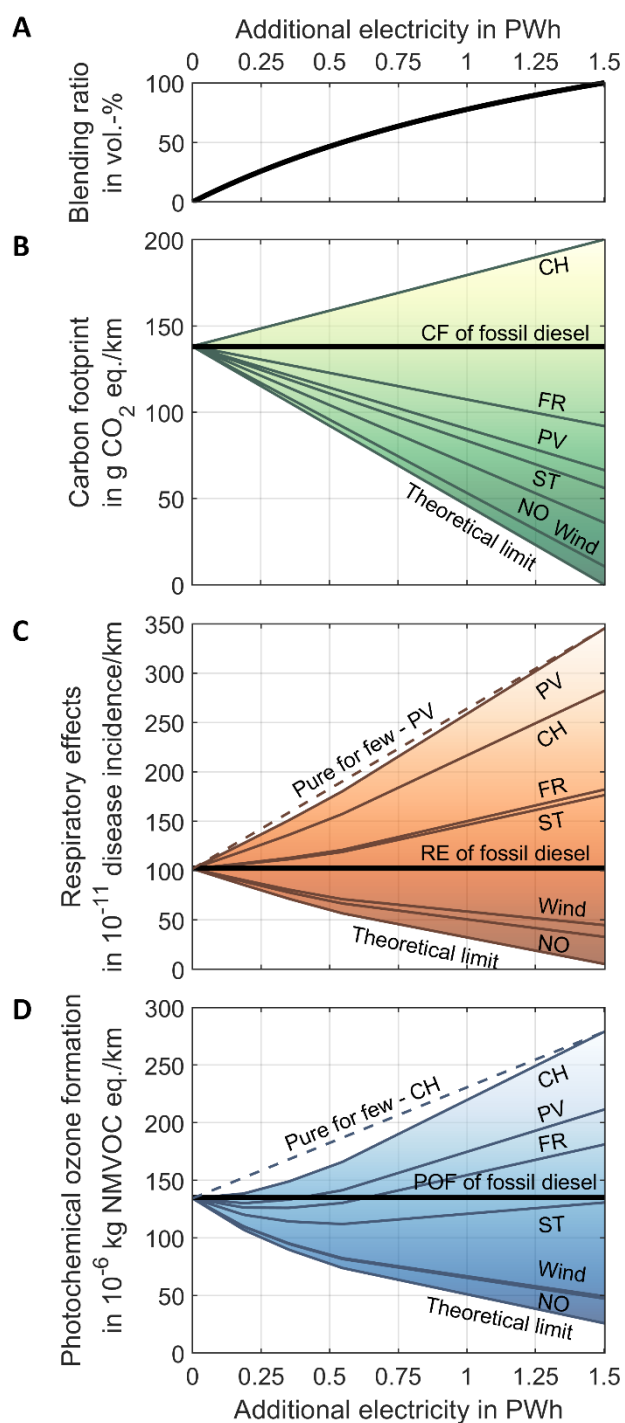 A
Additional electricity in PWh
0 0.25 0.5 0.75 1 1.25 1.5
Blending ratio
in vol.-%
100
50
0
B
Carbon footprint
in g CO2 eq./km
200
150
100
50
0
CH
CF of fossil diesel
FR
PV
ST
NO
Wind
Theoretical limit
C
Respiratory effects
in 10-11 disease incidence/km
350
300
250
200
150
100
50
0
Pure for few - PV
PV
CH
FR
ST
RE of fossil diesel
Wind
NO
Theoretical limit
D
Photochemical ozone formation
in 10-6 kg NMVOC eq./km
300
250
200
150
100
50
0
Pure for few - CH
CH
PV
FR
POF of fossil diesel
ST
Wind
NO
Theoretical limit
0 0.25 0.5 0.75 1 1.25 1.5
Additional electricity in PWh